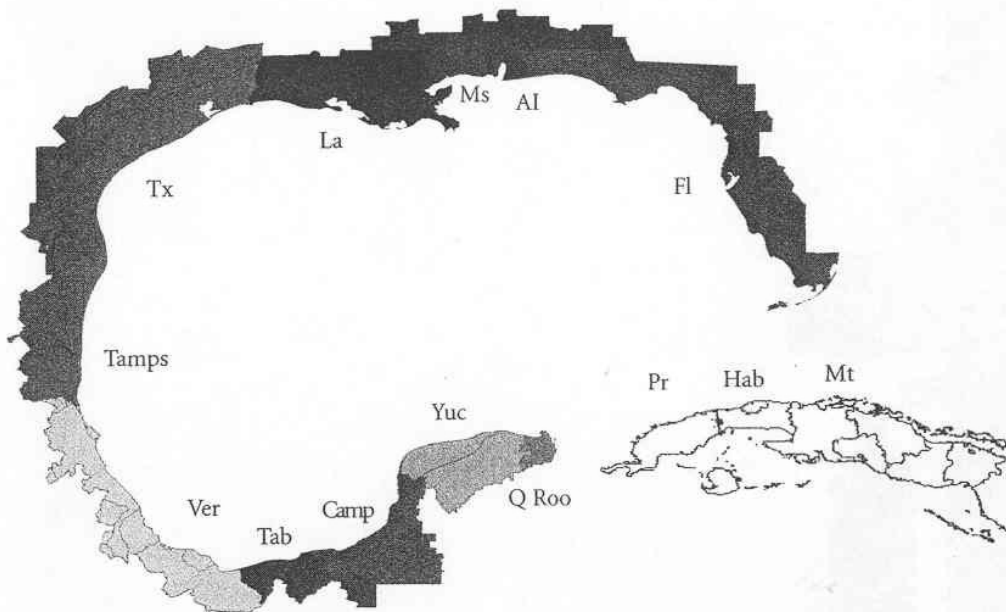 Ms
Al
La
Tx
Fl
Tamps
Pr
Hab
Mt
Yuc
Q Roo
Ver
Camp
Tab